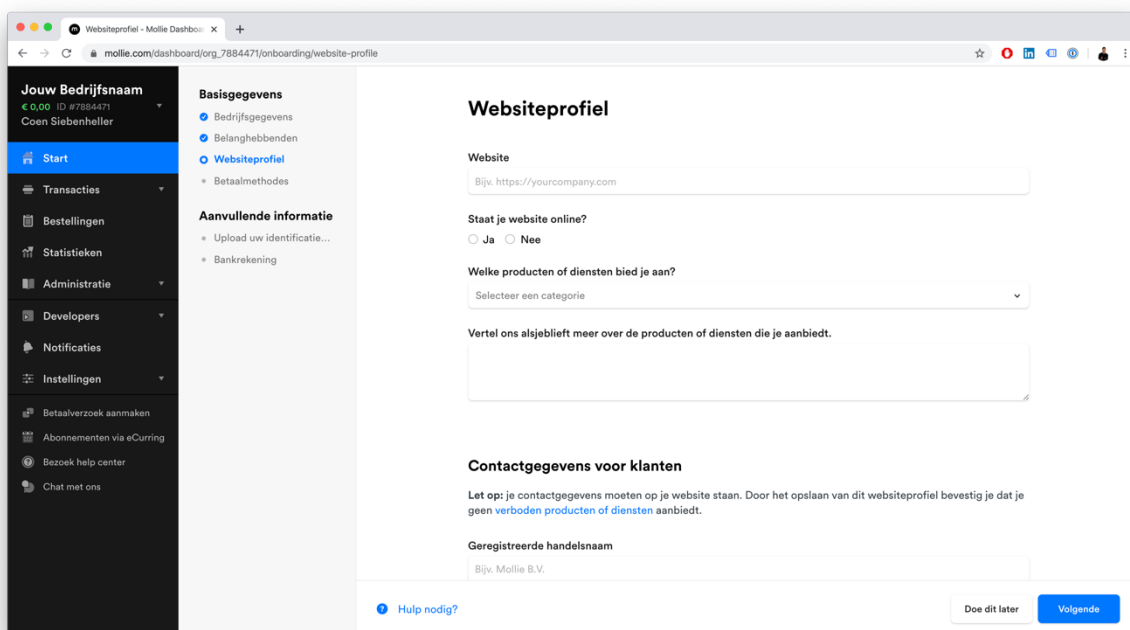 Websiteprofiel - Mollie Dashboa
mollie.com/dashboard/org_7884471/onboarding/website-profile
Jouw Bedrijfsnaam
€ 0,00 ID #7884471
Coen Siebenheller
Start
Transacties
Bestellingen
Statistieken
Administratie
Developers
Notificaties
Instellingen
Betaalverzoek aanmaken
Abonnementen via eCurring
Bezoek help center
Chat met ons
Basisgegevens
Bedrijfsgegevens
Belanghebbenden
Websiteprofiel
Betaalmethodes
Aanvullende informatie
Upload uw identificatie...
Bankrekening
Websiteprofiel
Website
Bijv. https://yourcompany.com
Staat je website online?
Ja Nee
Welke producten of diensten bied je aan?
Selecteer een categorie
Vertel ons alsjeblieft meer over de producten of diensten die je aanbiedt.
Contactgegevens voor klanten
Let op: je contactgegevens moeten op je website staan. Door het opslaan van dit websiteprofiel bevestig je dat je
geen verboden producten of diensten aanbiedt.
Geregistreerde handelsnaam
Bijv. Mollie B.V.
Hulp nodig?
Doe dit later
Volgende